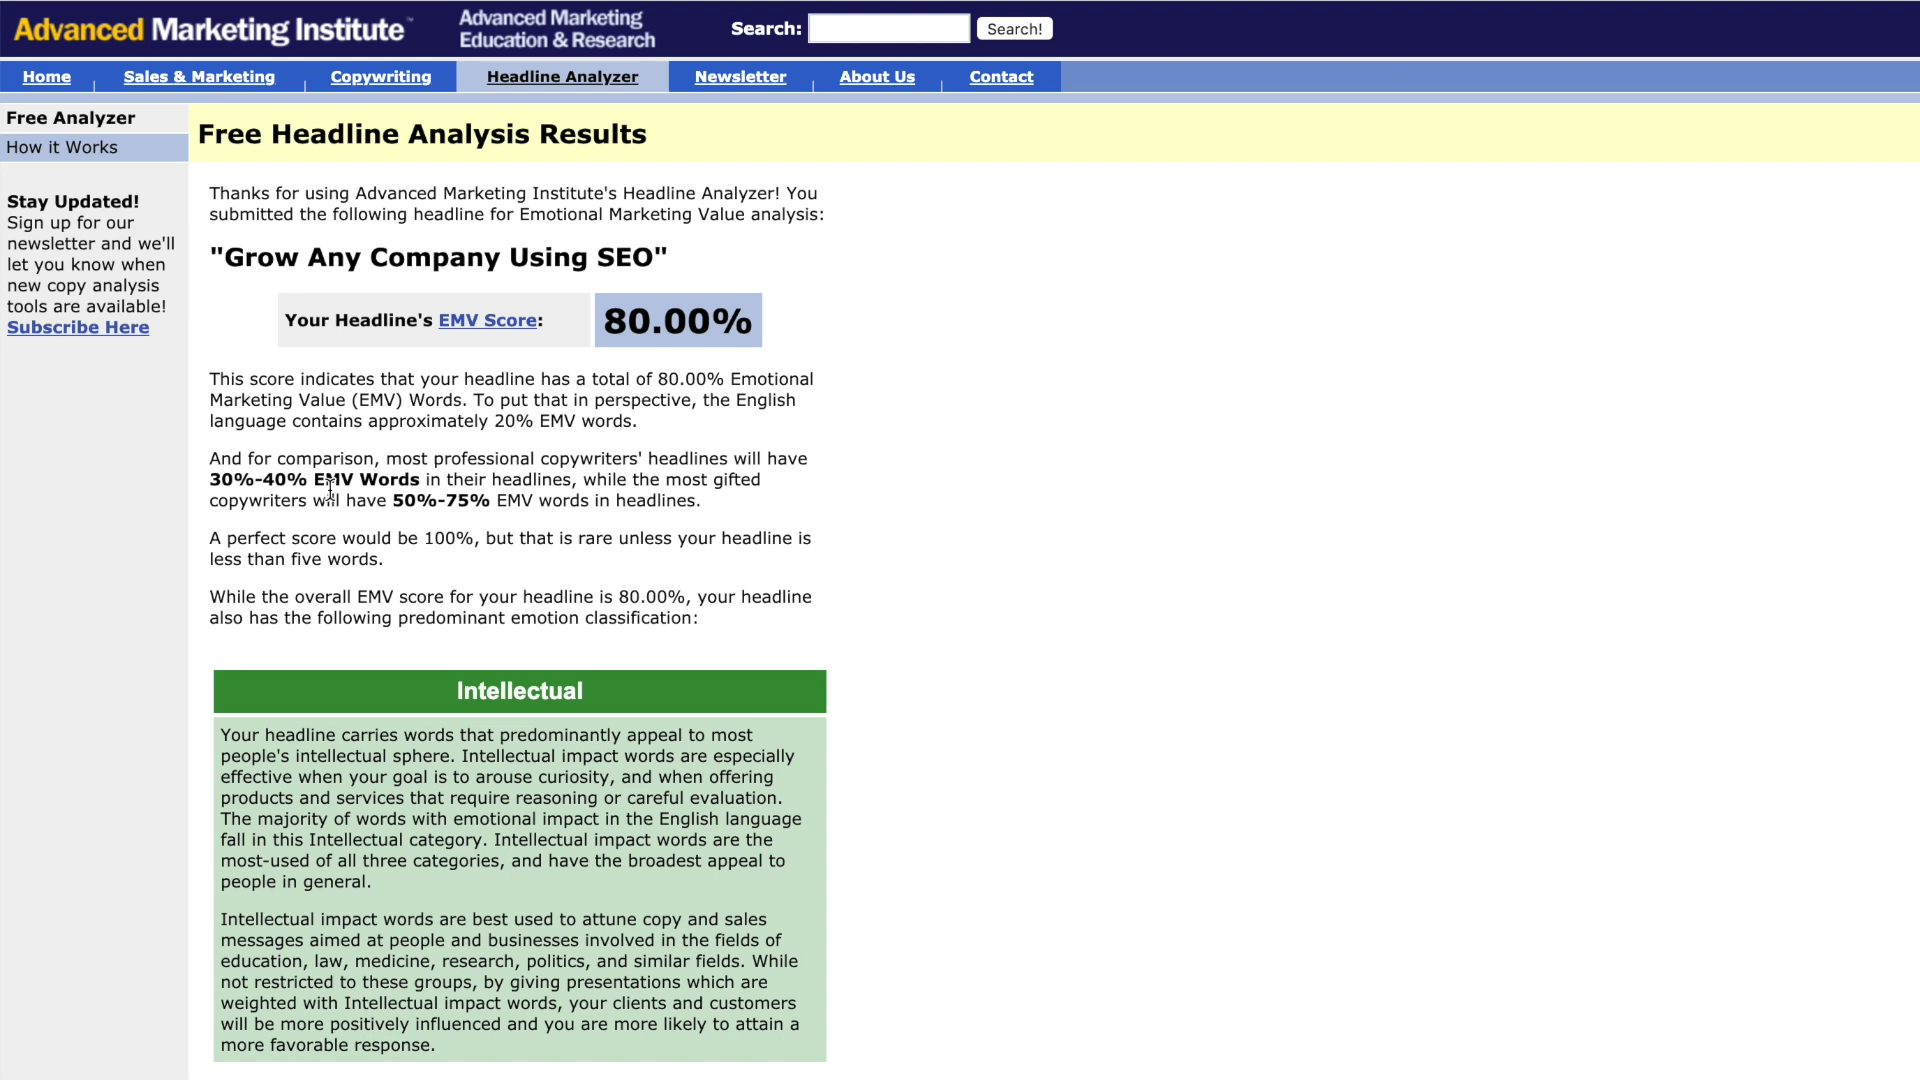 Advanced Marketing Institute™
Advanced Marketing
Education & Research
Search:
Search!
Home
Sales & Marketing
Copywriting
Headline Analyzer
Newsletter
About Us
Contact
Free Analyzer
How it Works
Stay Updated!
Sign up for our
newsletter and we'll
let you know when
new copy analysis
tools are available!
Subscribe Here
Free Headline Analysis Results
Thanks for using Advanced Marketing Institute's Headline Analyzer! You
submitted the following headline for Emotional Marketing Value analysis:
"Grow Any Company Using SEO"
Your Headline's EMV Score:
80.00%
This score indicates that your headline has a total of 80.00% Emotional
Marketing Value (EMV) Words. To put that in perspective, the English
language contains approximately 20% EMV words.
And for comparison, most professional copywriters' headlines will have
30%-40% EMV Words in their headlines, while the most gifted
copywriters will have 50%-75% EMV words in headlines.
A perfect score would be 100%, but that is rare unless your headline is
less than five words.
While the overall EMV score for your headline is 80.00%, your headline
also has the following predominant emotion classification:
Intellectual
Your headline carries words that predominantly appeal to most
people's intellectual sphere. Intellectual impact words are especially
effective when your goal is to arouse curiosity, and when offering
products and services that require reasoning or careful evaluation.
The majority of words with emotional impact in the English language
fall in this Intellectual category. Intellectual impact words are the
most-used of all three categories, and have the broadest appeal to
people in general.
Intellectual impact words are best used to attune copy and sales
messages aimed at people and businesses involved in the fields of
education, law, medicine, research, politics, and similar fields. While
not restricted to these groups, by giving presentations which are
weighted with Intellectual impact words, your clients and customers
will be more positively influenced and you are more likely to attain a
more favorable response.